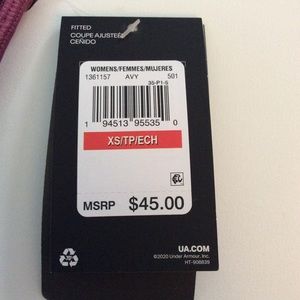 FITTED
COUPE AJUSTÉE
CEÑIDO
WOMENS/FEMMES/MUJERES
1361157 AVY 501
35-P1-5
1 94513 95535 0
XS/TP/ECH
MSRP $45.00
UA.COM
©2020 Under Armour, Inc.
HT-908839